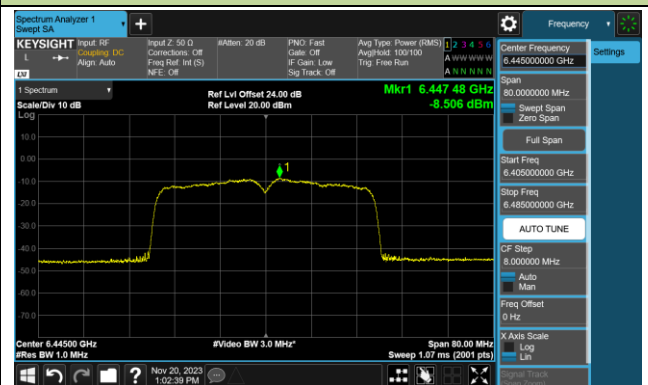 Spectrum Analyzer 1
Swept SA
Frequency
KEYSIGHT
L
LXI
Input: RF
Coupling: DC
Align: Auto
Input Z: 50 Ω
Corrections: Off
Freq Ref: Int (S)
NFE: Off
#Atten: 20 dB
PNO: Fast
Gate: Off
IF Gain: Low
Sig Track: Off
Avg Type: Power (RMS)
Avg|Hold: 100/100
Trig: Free Run
1 2 3 4 5 6
A W W W W W
A N N N N N
Center Frequency
6.445000000 GHz
Settings
Span
80.0000000 MHz
Swept Span
Zero Span
Full Span
Start Freq
6.405000000 GHz
Stop Freq
6.485000000 GHz
AUTO TUNE
CF Step
8.000000 MHz
Auto
Man
Freq Offset
0 Hz
X Axis Scale
Log
Lin
Signal Track
(Span Zoom)
1 Spectrum
Scale/Div 10 dB
Log
Ref Lvl Offset 24.00 dB
Ref Level 20.00 dBm
Mkr1 6.447 48 GHz
-8.506 dBm
10.0
0.00
-10.0
-20.0
-30.0
-40.0
-50.0
-60.0
-70.0
1
Center 6.44500 GHz
#Res BW 1.0 MHz
#Video BW 3.0 MHz*
Span 80.00 MHz
Sweep 1.07 ms (2001 pts)
Nov 20, 2023
1:02:39 PM